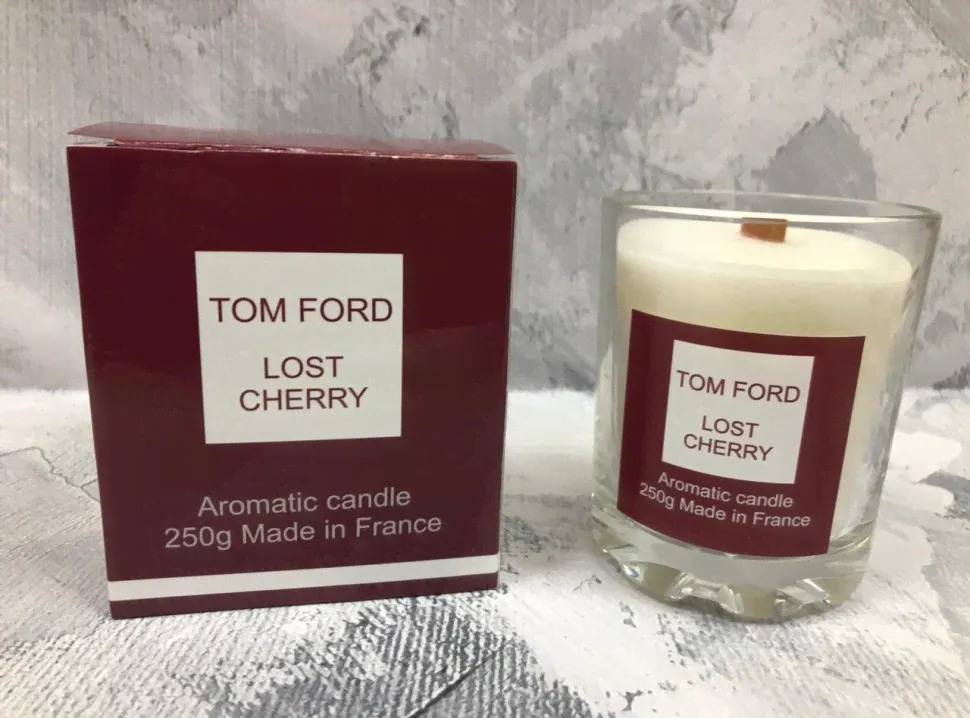 TOM FORD
LOST
CHERRY
Aromatic candle
250g Made in France
TOM FORD
LOST
CHERRY
Aromatic candle
250g Made in France